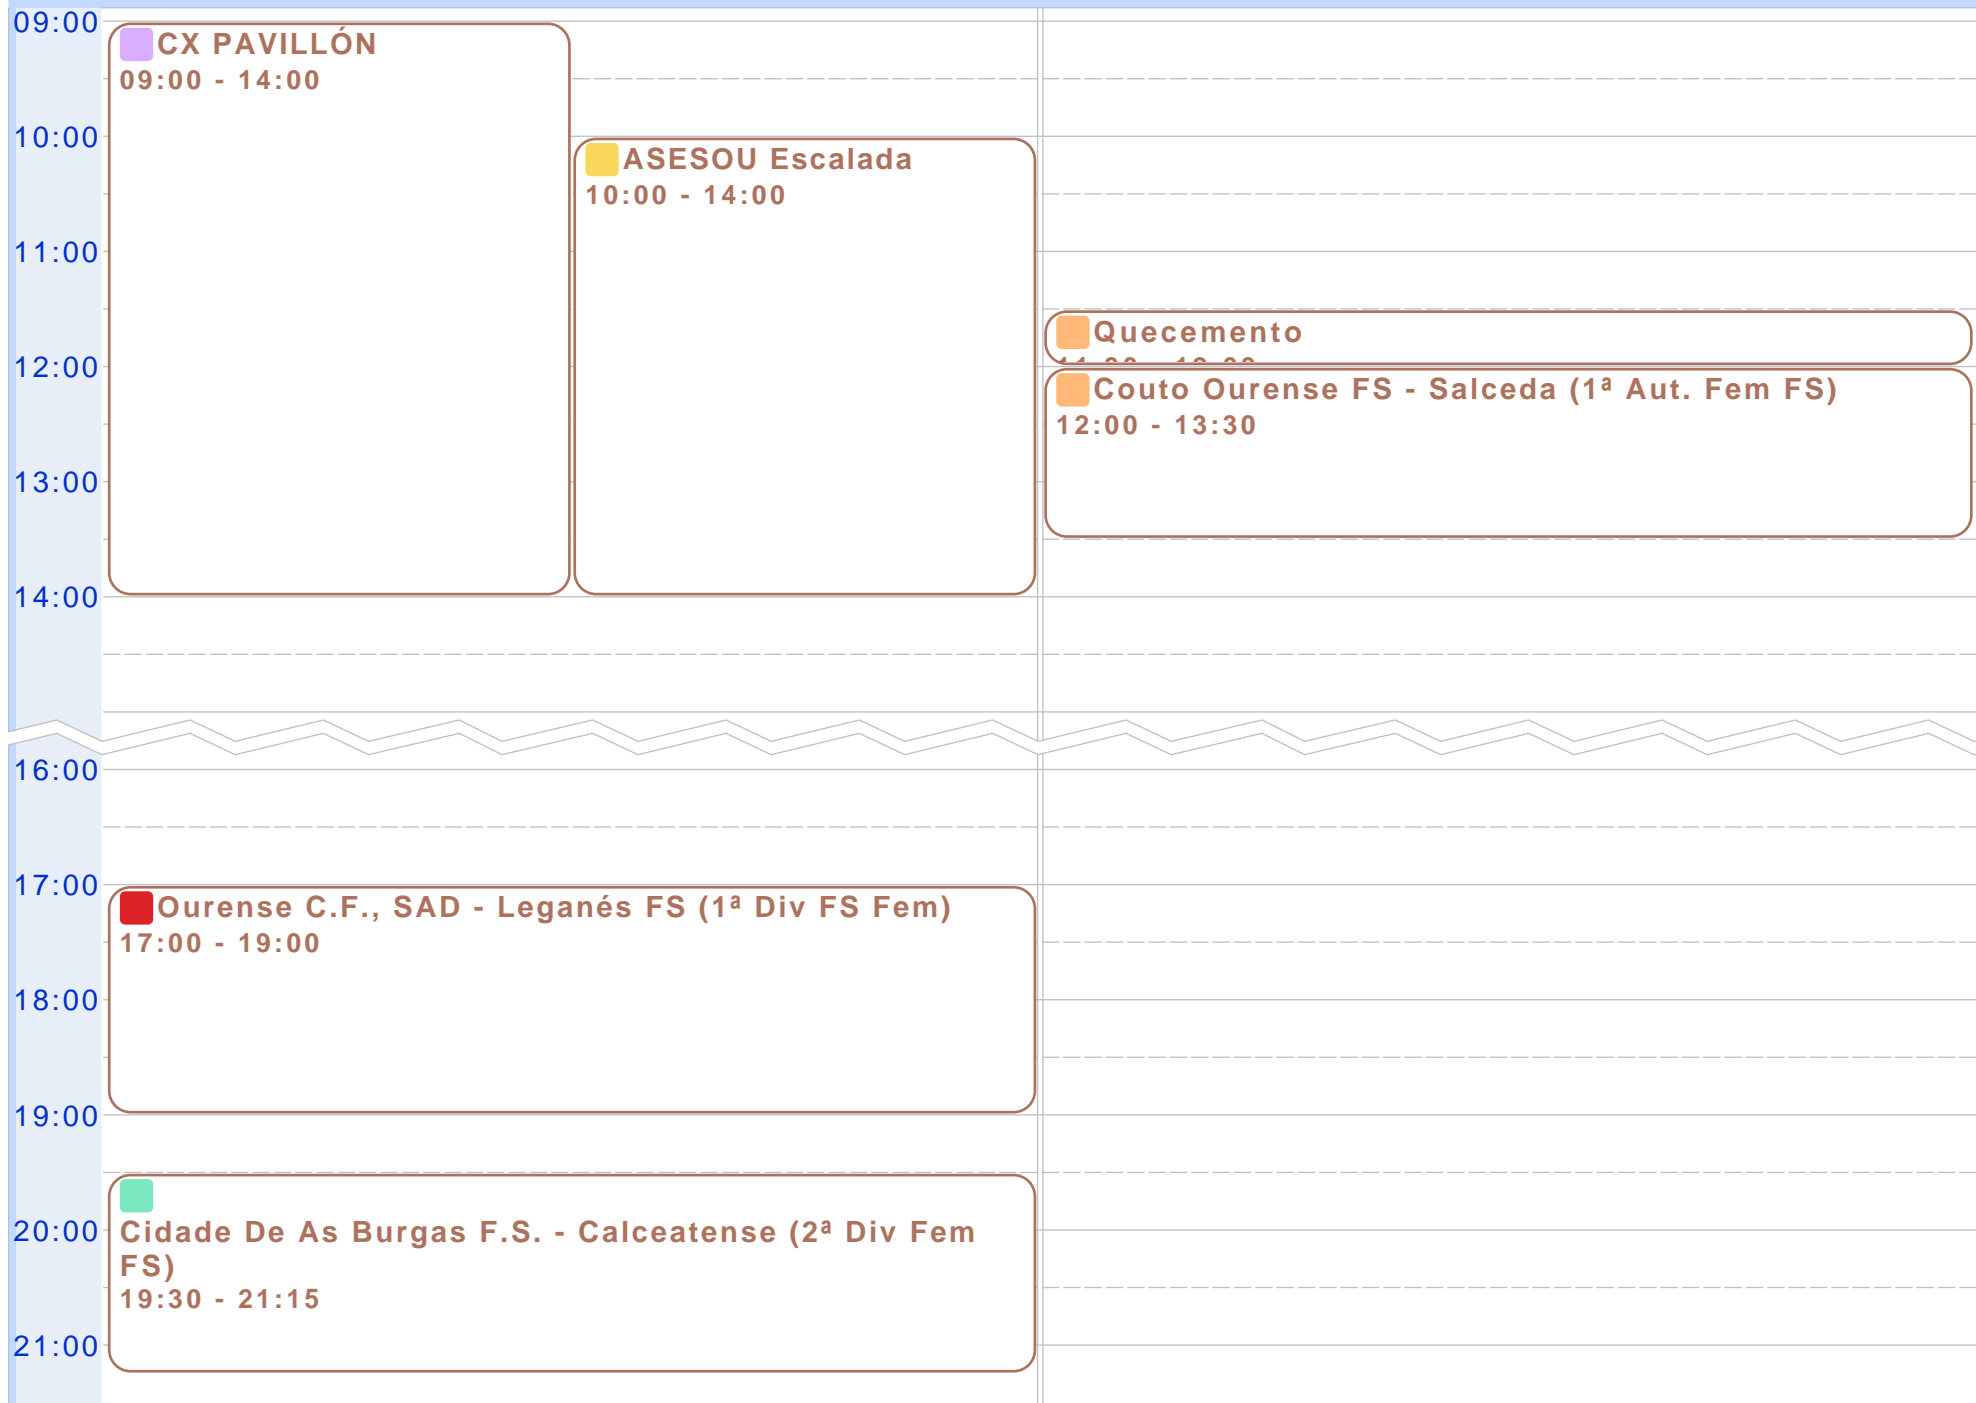 09:00
10:00
11:00
12:00
13:00
14:00
16:00
17:00
18:00
19:00
20:00
21:00
CX PAVILLÓN
09:00 - 14:00
ASESOU Escalada
10:00 - 14:00
Ourense C.F., SAD - Leganés FS (1ª Div FS Fem)
17:00 - 19:00
Cidade De As Burgas F.S. - Calceatense (2ª Div Fem
FS)
19:30 - 21:15
Quecemento
Couto Ourense FS - Salceda (1ª Aut. Fem FS)
12:00 - 13:30